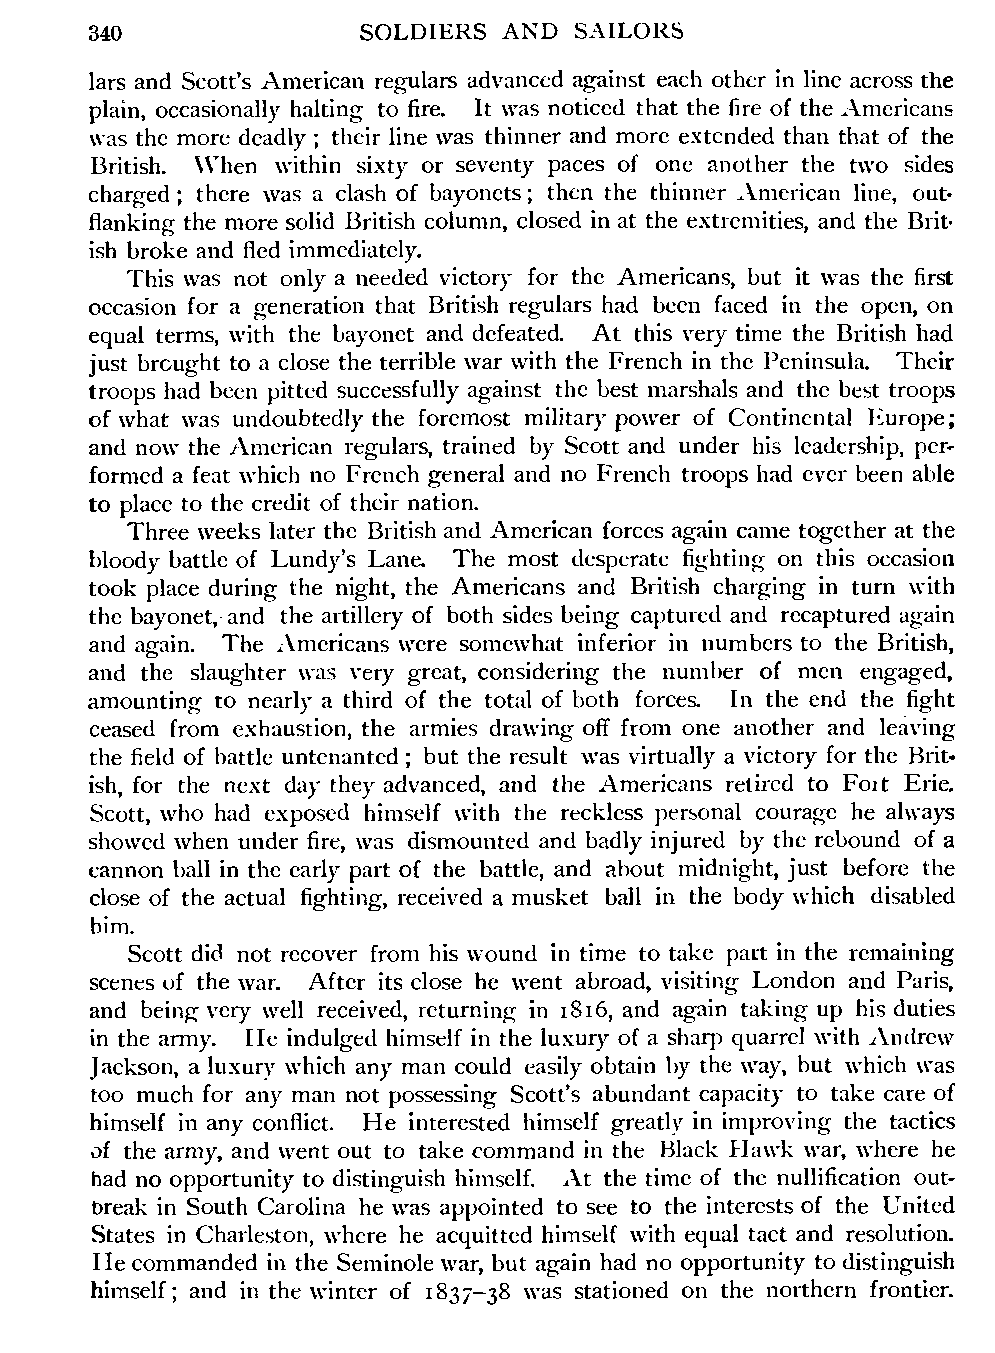 340 SOLDIERS AND SAILORS
lars and Scott's American regulars advanced against each other in line across the
plain, occasionally halting to fire. It was noticed that the fire of the Americans
was the more deadly; their line was thinner and more extended than that of the
British. When within sixty or seventy paces of one another the two sides
charged; there was a clash of bayonets; then the thinner American line, out-
flanking the more solid British column, closed in at the extremities, and the Brit-
ish broke and fled immediately.
This was not only a needed victory for the Americans, but it was the first
occasion for a generation that British regulars had been faced in the open, on
equal terms, with the bayonet and defeated. At this very time the British had
just brought to a close the terrible war with the French in the Peninsula. Their
troops had been pitted successfully against the best marshals and the best troops
of what was undoubtedly the foremost military power of Continental Europe;
and now the American regulars, trained by Scott and under his leadership, per-
formed a feat which no French general and no French troops had ever been able
to place to the credit of their nation.
Three weeks later the British and American forces again came together at the
bloody battle of Lundy's Lane. The most desperate fighting on this occasion
took place during the night, the Americans and British charging in turn with
the bayonet, and the artillery of both sides being captured and recaptured again
and again. The Americans were somewhat inferior in numbers to the British,
and the slaughter was very great, considering the number of men engaged,
amounting to nearly a third of the total of both forces. In the end the fight
ceased from exhaustion, the armies drawing off from one another and leaving
the field of battle untenanted; but the result was virtually a victory for the Brit-
ish, for the next day they advanced, and the Americans retired to Fort Erie.
Scott, who had exposed himself with the reckless personal courage he always
showed when under fire, was dismounted and badly injured by the rebound of a
cannon ball in the early part of the battle, and about midnight, just before the
close of the actual fighting, received a musket ball in the body which disabled
him.
Scott did not recover from his wound in time to take part in the remaining
scenes of the war. After its close he went abroad, visiting London and Paris,
and being very well received, returning in 1816, and again taking up his duties
in the army. He indulged himself in the luxury of a sharp quarrel with Andrew
Jackson, a luxury which any man could easily obtain by the way, but which was
too much for any man not possessing Scott's abundant capacity to take care of
himself in any conflict. He interested himself greatly in improving the tactics
of the army, and went out to take command in the Black Hawk war, where he
had no opportunity to distinguish himself. At the time of the nullification out-
break in South Carolina he was appointed to see to the interests of the United
States in Charleston, where he acquitted himself with equal tact and resolution.
He commanded in the Seminole war, but again had no opportunity to distinguish
himself; and in the winter of 1837–38 was stationed on the northern frontier.